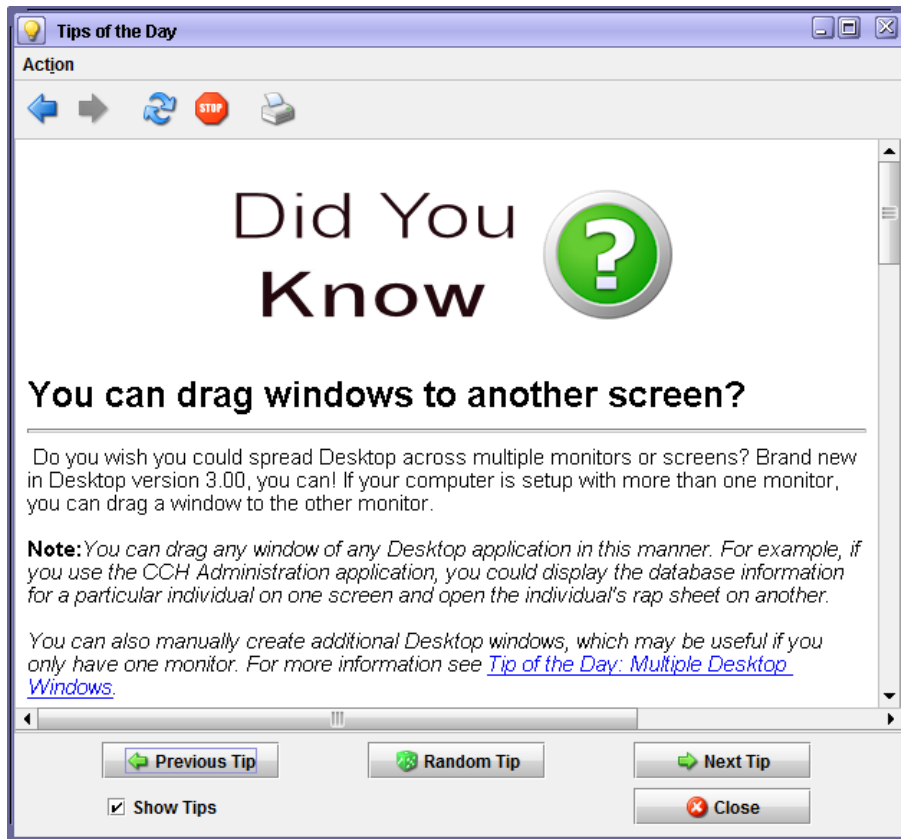 Tips of the Day
Action
STOP
Did You
Know
?
You can drag windows to another screen?
Do you wish you could spread Desktop across multiple monitors or screens? Brand new
in Desktop version 3.00, you can! If your computer is setup with more than one monitor,
you can drag a window to the other monitor.
Note:You can drag any window of any Desktop application in this manner. For example, if
you use the CCH Administration application, you could display the database information
for a particular individual on one screen and open the individual's rap sheet on another.
You can also manually create additional Desktop windows, which may be useful if you
only have one monitor. For more information see Tip of the Day: Multiple Desktop
Windows.
Previous Tip
Random Tip
Next Tip
Show Tips
Close